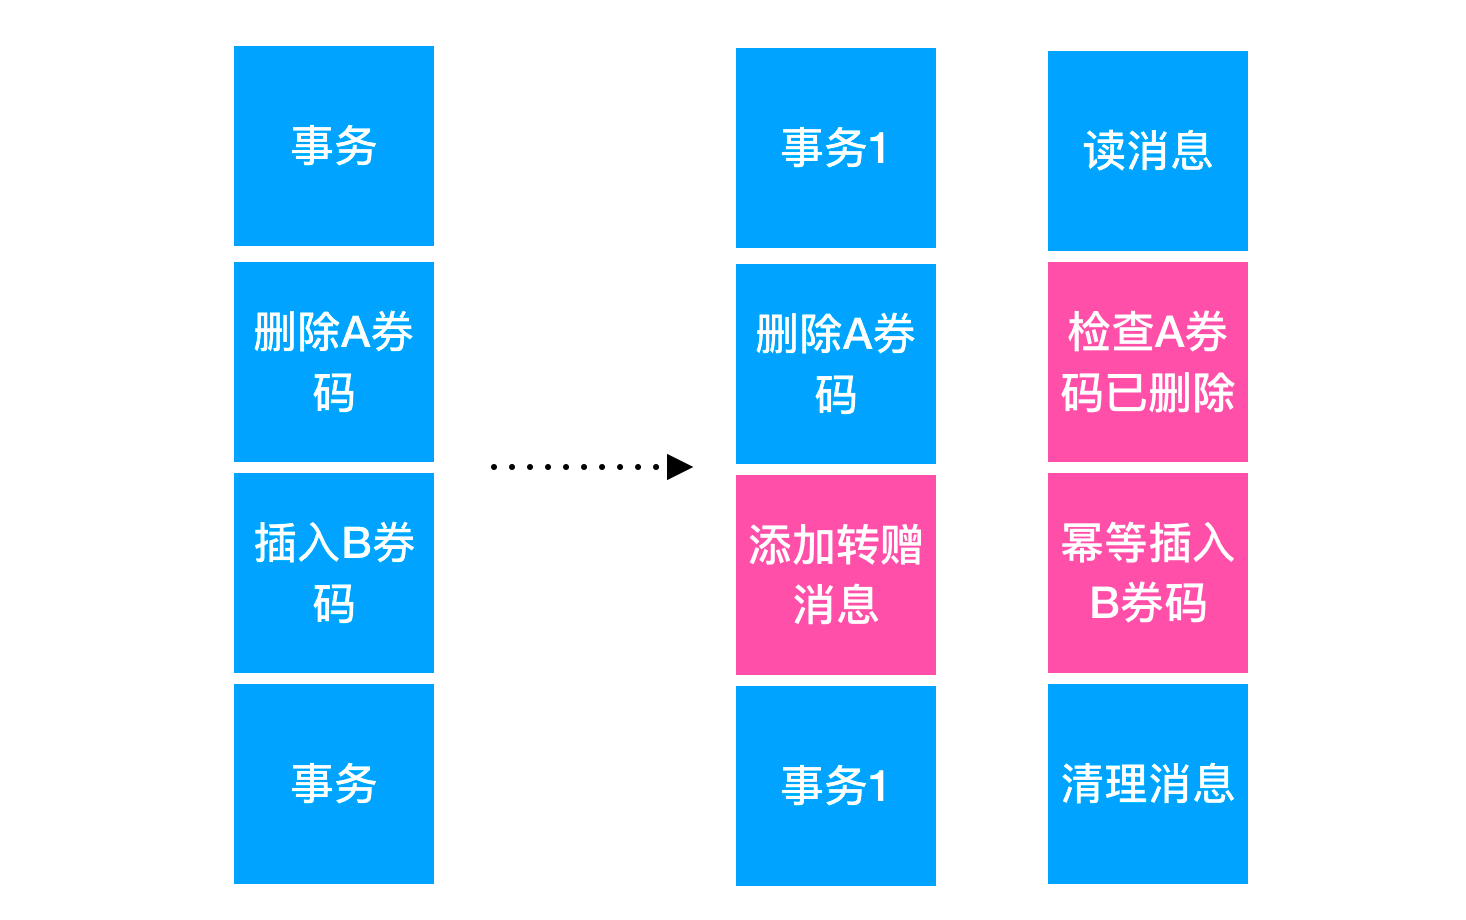 事务
删除A券
码
插入B券
码
事务
事务1
删除A券
码
添加转赠
消息
事务1
读消息
检查A券
码已删除
幂等插入
B券码
清理消息